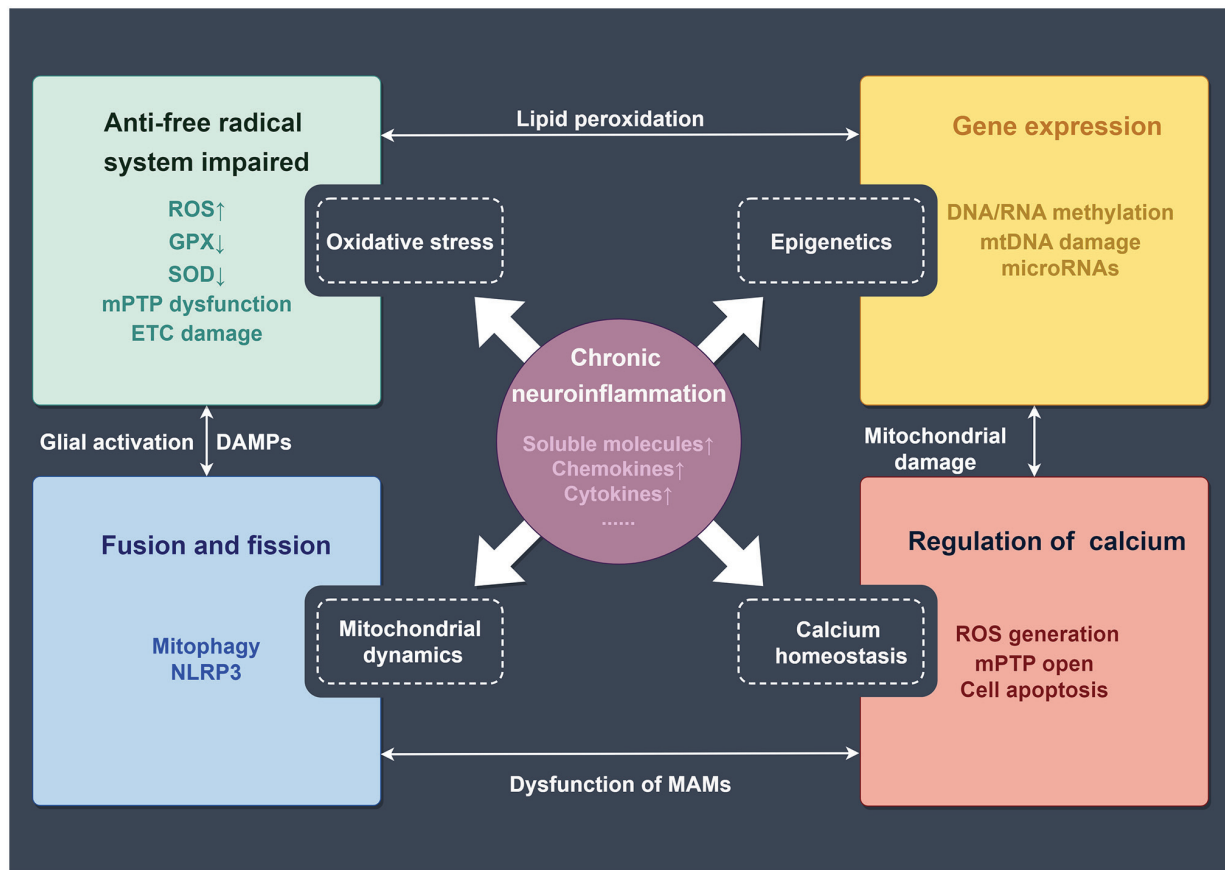 Anti-free radical
system impaired
ROS↑
GPX↓
SOD↓
mPTP dysfunction
ETC damage
Oxidative stress
Lipid peroxidation
Gene expression
DNA/RNA methylation
mtDNA damage
microRNAs
Epigenetics
Chronic
neuroinflammation
Soluble molecules↑
Chemokines↑
Cytokines↑
......
Glial activation
DAMPs
Mitochondrial
damage
Fusion and fission
Mitophagy
NLRP3
Mitochondrial
dynamics
Regulation of calcium
ROS generation
mPTP open
Cell apoptosis
Calcium
homeostasis
Dysfunction of MAMs